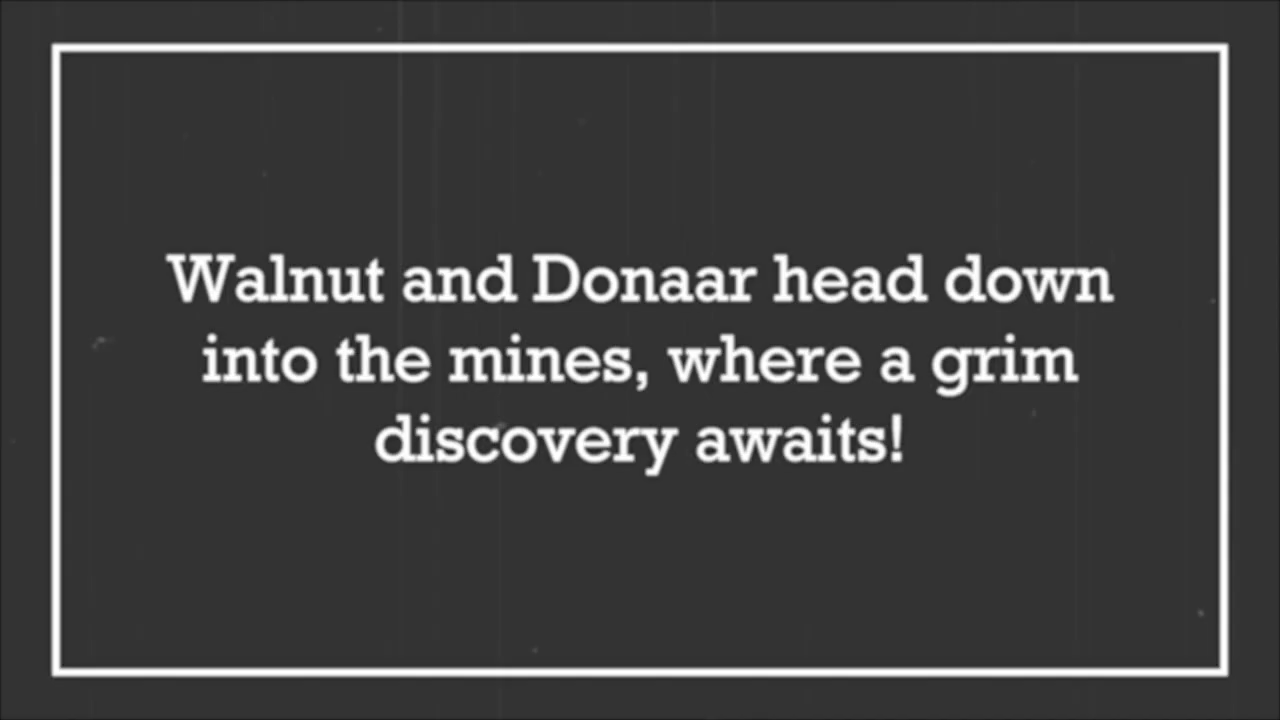 Walnut and Donaar head down
into the mines, where a grim
discovery awaits!